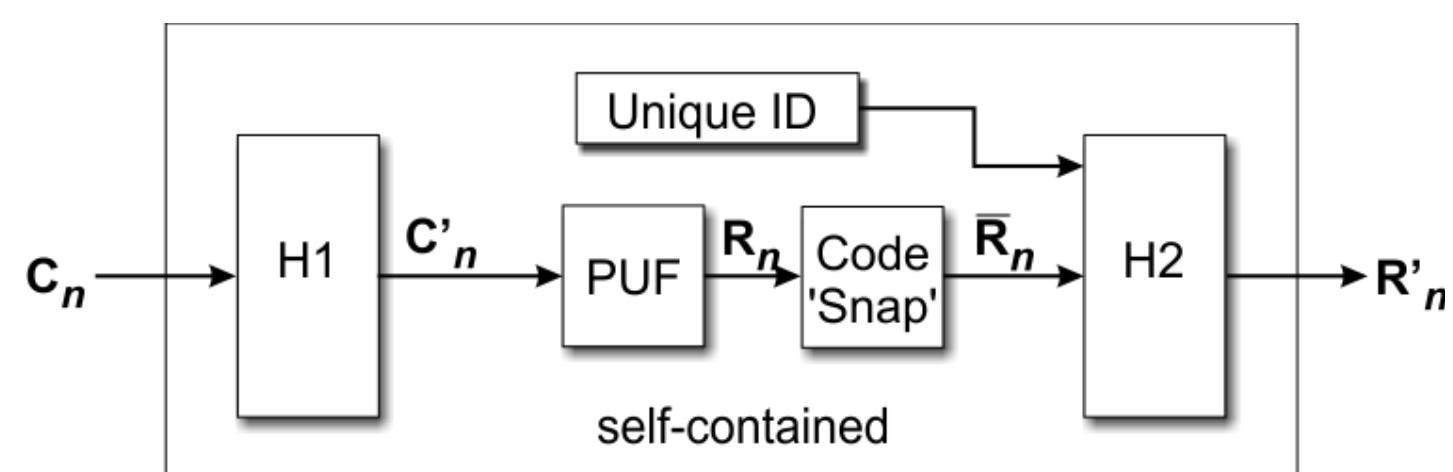 Unique ID
C'n
Rn
R̅n
Cn
H1
PUF
Code
'Snap'
H2
R'n
self-contained